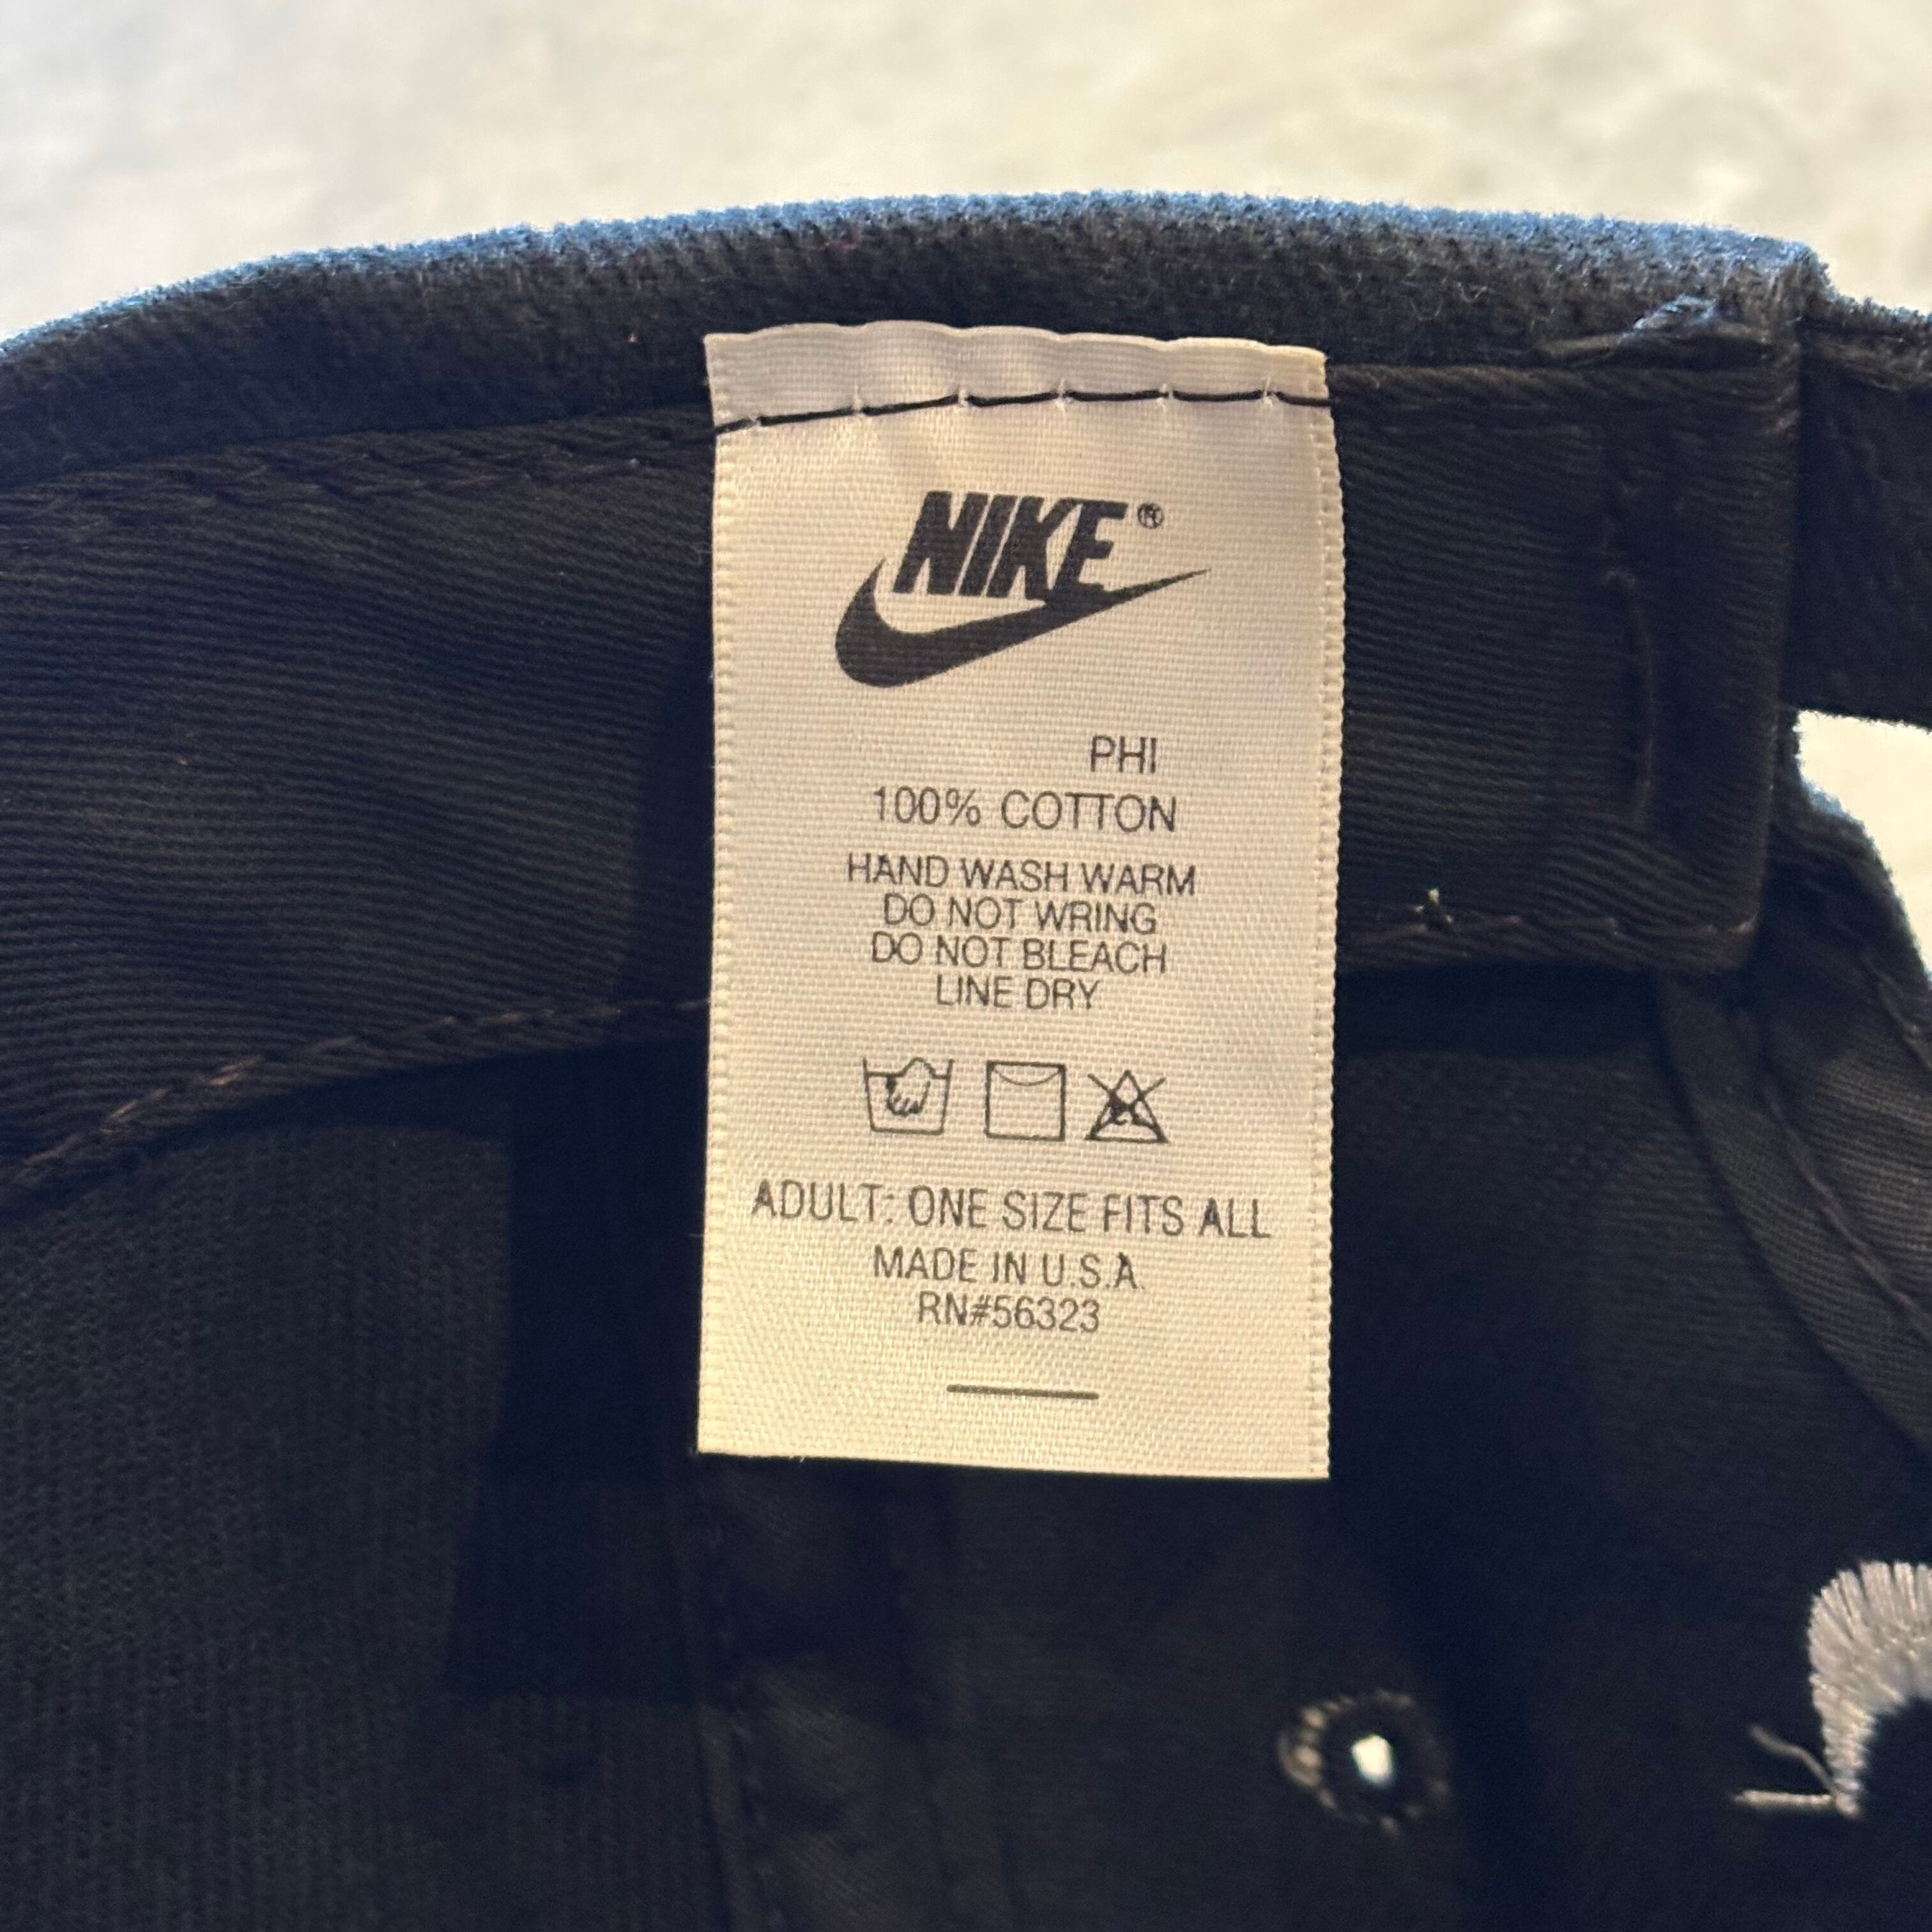 NIKE®
PHI
100% COTTON
HAND WASH WARM
DO NOT WRING
DO NOT BLEACH
LINE DRY
ADULT: ONE SIZE FITS ALL
MADE IN U.S.A.
RN#56323